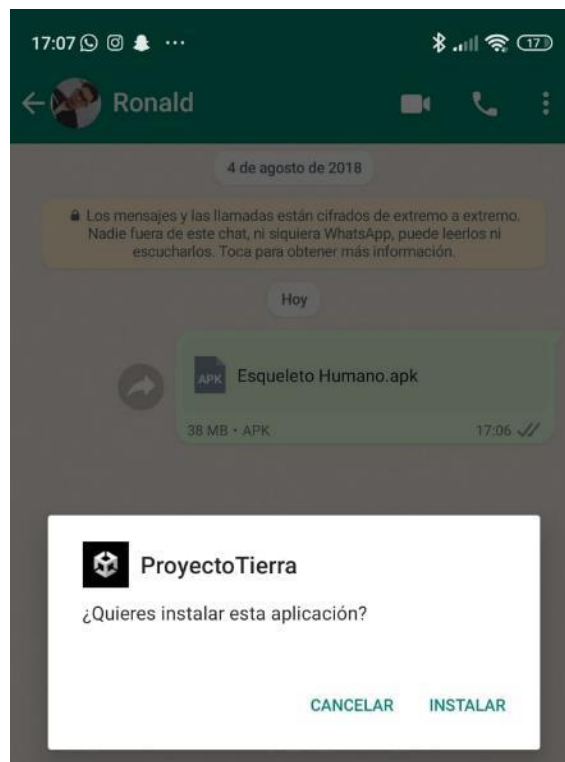 17:07
17
Ronald
4 de agosto de 2018
Los mensajes y las llamadas están cifrados de extremo a extremo.
Nadie fuera de este chat, ni siquiera WhatsApp, puede leerlos ni
escucharlos. Toca para obtener más información.
Hoy
APK
Esqueleto Humano.apk
38 MB • APK
17:06
ProyectoTierra
¿Quieres instalar esta aplicación?
CANCELAR INSTALAR